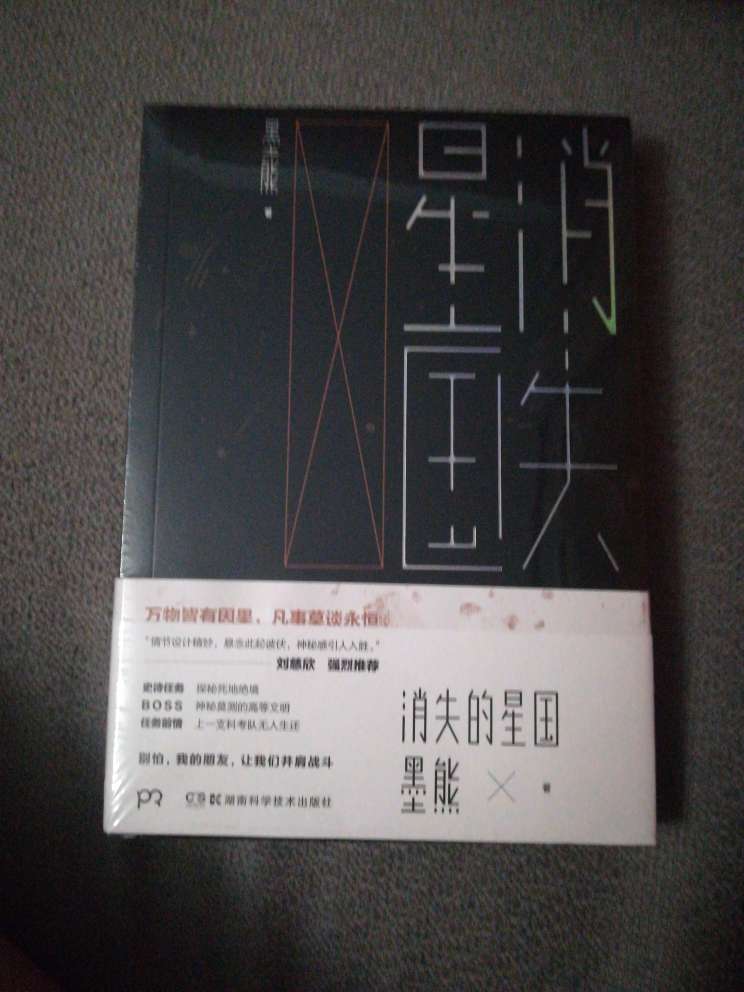 消失
星国
墨熊 著
万物皆有因果，凡事莫谈永恒。
“情节设计精妙，悬念此起彼伏，神秘感引人入胜。”
刘慈欣 强烈推荐
史诗任务 探秘死地绝境
BOSS 神秘莫测的高等文明
任务前情 上一支科考队无人生还
别怕，我的朋友，让我们并肩战斗
湖南科学技术出版社
消失的星国
墨熊 × 著